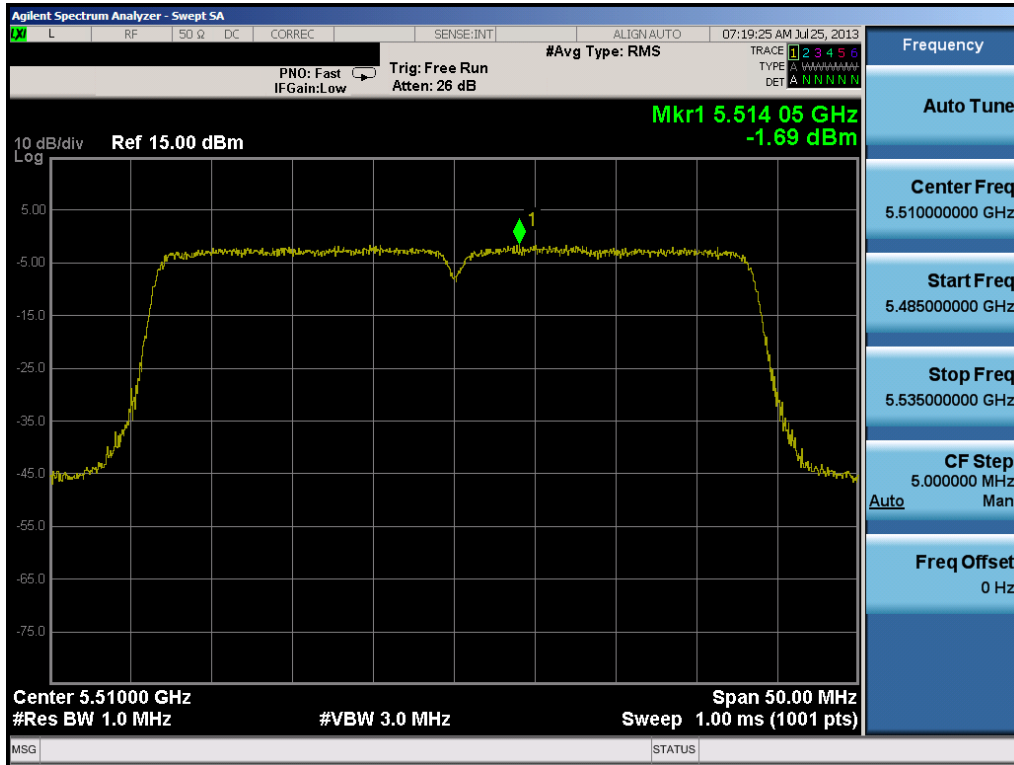 Agilent Spectrum Analyzer - Swept SA
LXI L RF 50 Ω DC CORREC SENSE:INT ALIGN AUTO 07:19:25 AM Jul 25, 2013
#Avg Type: RMS
TRACE 1 2 3 4 5 6
TYPE A WWWWW
DET A N N N N N
PNO: Fast
IFGain:Low
Trig: Free Run
Atten: 26 dB
Mkr1 5.514 05 GHz
-1.69 dBm
10 dB/div Ref 15.00 dBm
Log
5.00
-5.00
-15.0
-25.0
-35.0
-45.0
-55.0
-65.0
-75.0
1
Center 5.51000 GHz
Span 50.00 MHz
#Res BW 1.0 MHz
#VBW 3.0 MHz
Sweep 1.00 ms (1001 pts)
MSG
STATUS
Frequency
Auto Tune
Center Freq
5.510000000 GHz
Start Freq
5.485000000 GHz
Stop Freq
5.535000000 GHz
CF Step
5.000000 MHz
Auto Man
Freq Offset
0 Hz